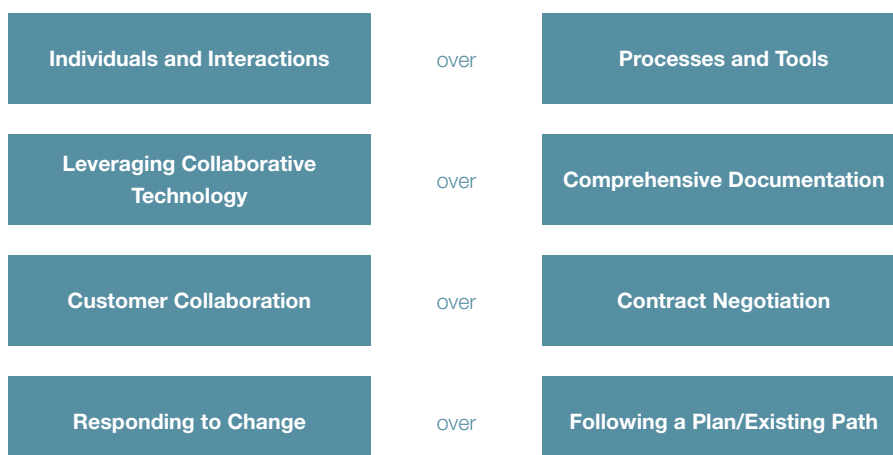 Individuals and Interactions over Processes and Tools
Leveraging Collaborative
Technology
over
Comprehensive Documentation
Customer Collaboration over Contract Negotiation
Responding to Change over Following a Plan/Existing Path